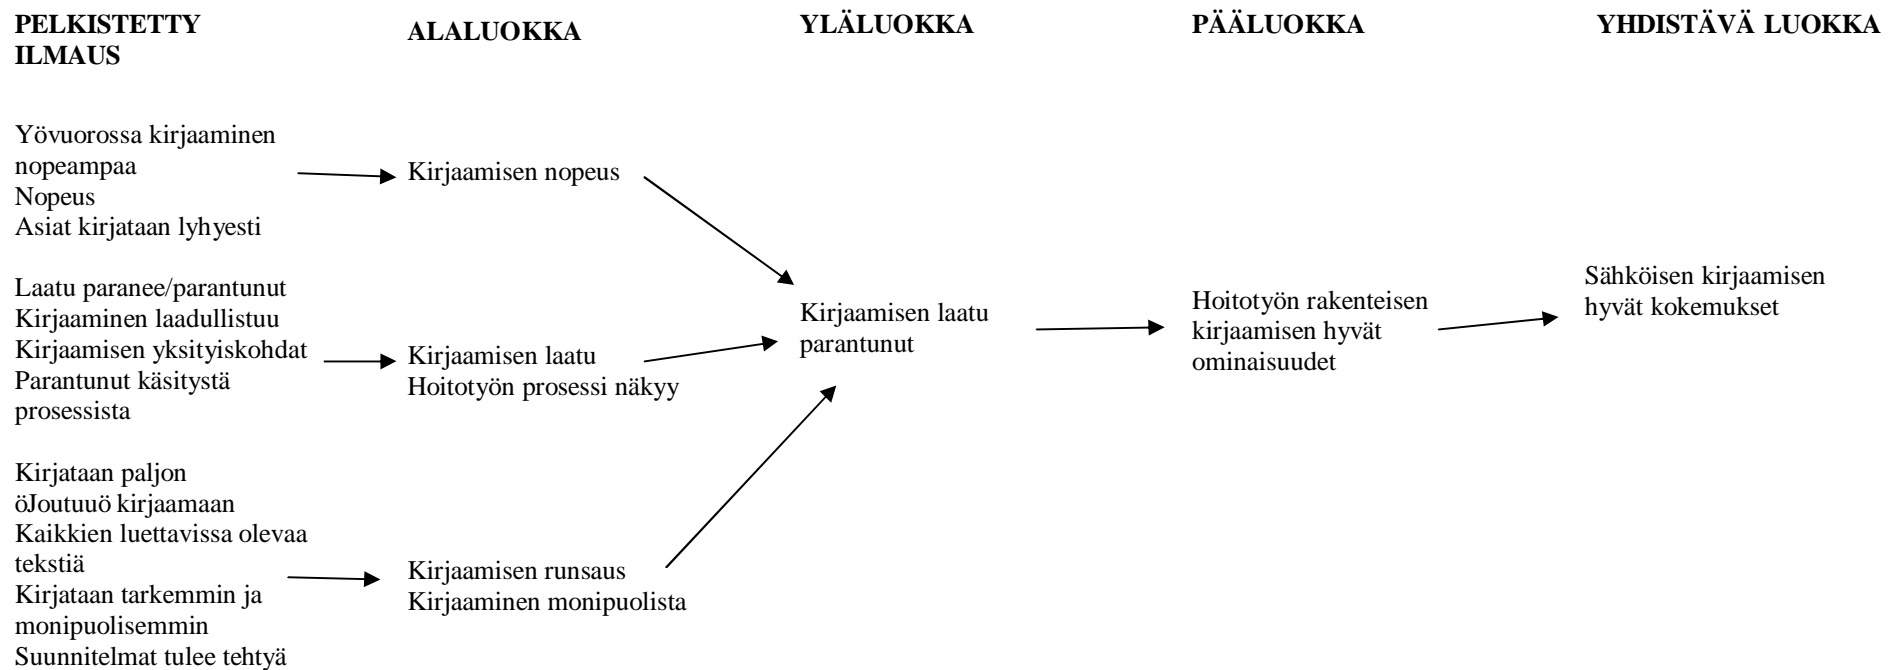 PELKISTETTY
ILMAUS
ALALUOKKA
YLÄLUOKKA
PÄÄLUOKKA
YHDISTÄVÄ LUOKKA
Yövuorossa kirjaaminen
nopeampaa
Nopeus
Asiat kirjataan lyhyesti
Kirjaamisen nopeus
Laatu paranee/parantunut
Kirjaaminen laadullistuu
Kirjaamisen yksityiskohdat
Parantunut käsitystä
prosessista
Kirjaamisen laatu
Hoitotyön prosessi näkyy
Kirjataan paljon
öJoutuuö kirjaamaan
Kaikkien luettavissa olevaa
tekstiä
Kirjataan tarkemmin ja
monipuolisemmin
Suunnitelmat tulee tehtyä
Kirjaamisen runsaus
Kirjaaminen monipuolista
Kirjaamisen laatu
parantunut
Hoitotyön rakenteisen
kirjaamisen hyvät
ominaisuudet
Sähköisen kirjaamisen
hyvät kokemukset